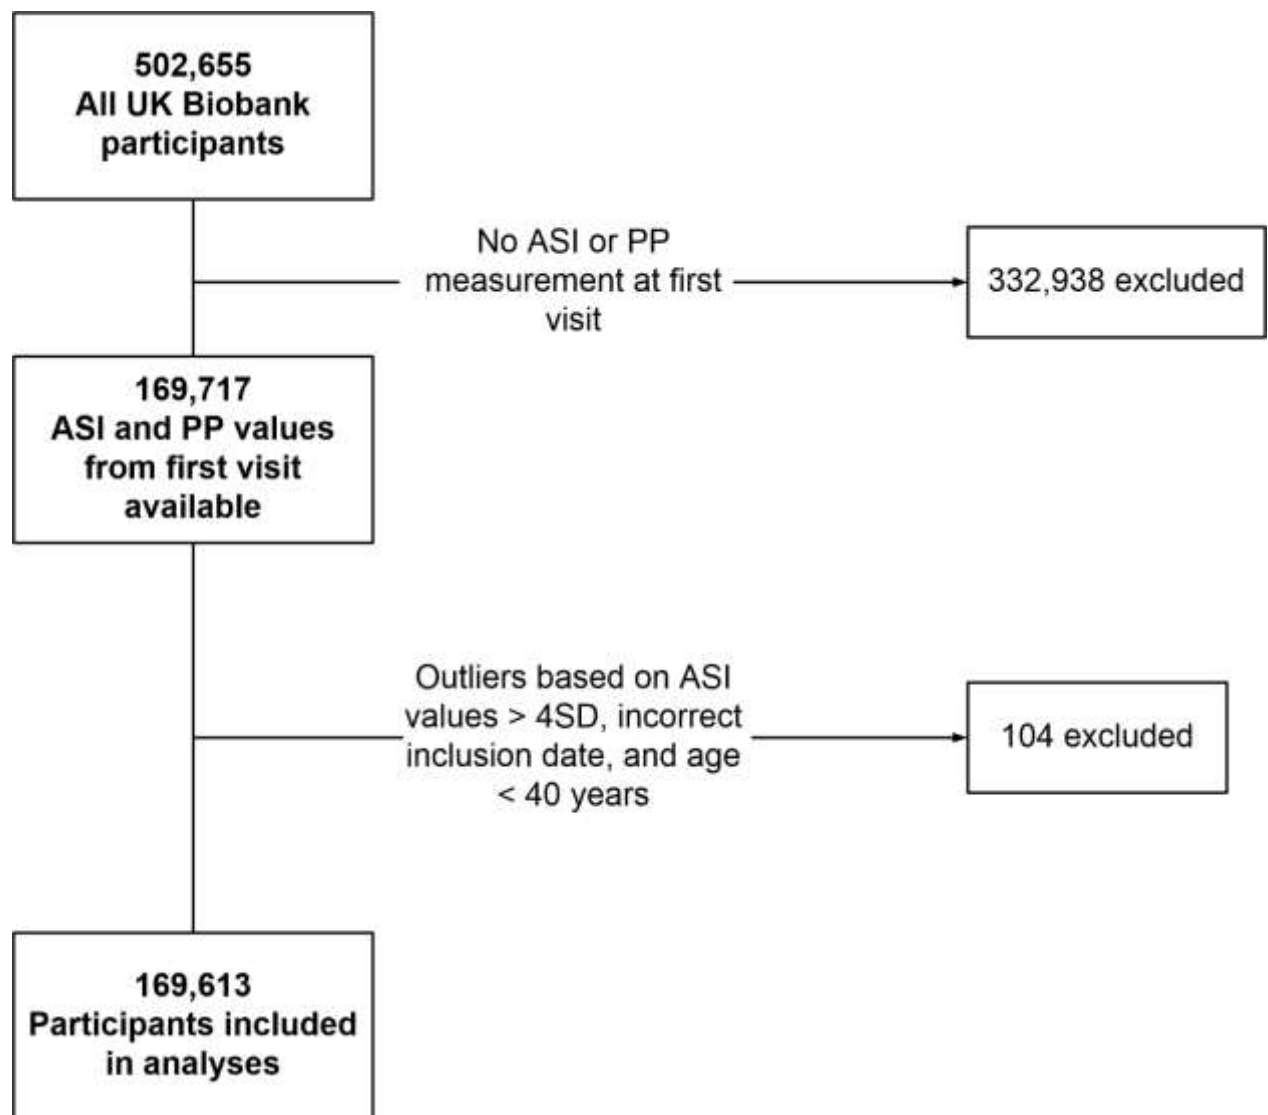 502,655
All UK Biobank
participants
No ASI or PP
measurement at first
visit
332,938 excluded
169,717
ASI and PP values
from first visit
available
Outliers based on ASI
values > 4SD, incorrect
inclusion date, and age
< 40 years
104 excluded
169,613
Participants included
in analyses